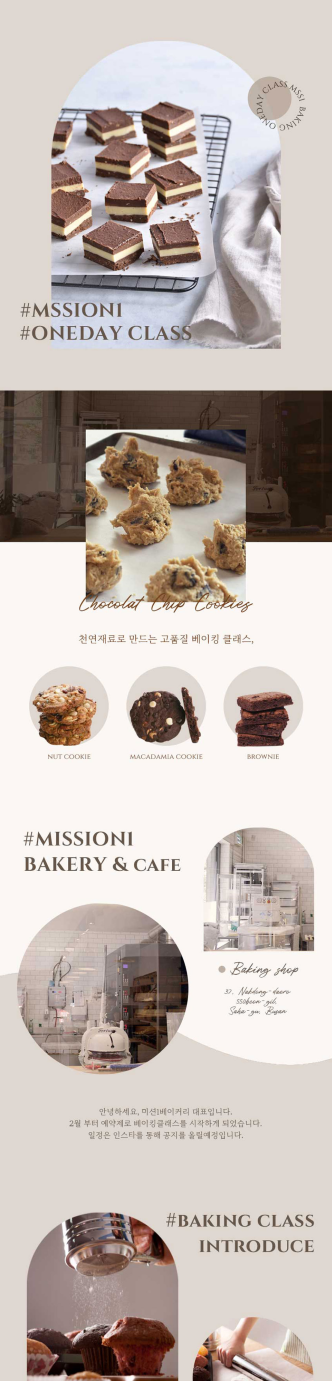 ONEDAY CLASS MSSI BAKING
#MSSION1
#ONEDAY CLASS
Chocolat Chip Cookies
천연재료로 만드는 고품질 베이킹 클래스,
NUT COOKIE
MACADAMIA COOKIE
BROWNIE
#MISSION1
BAKERY & CAFE
Baking shop
37, Nakdong-daero
550beon-gil,
Saha-gu, Busan
안녕하세요, 미션1베이커리 대표입니다.
2월 부터 예약제로 베이킹클래스를 시작하게 되었습니다.
일정은 인스타를 통해 공지를 올릴예정입니다.
#BAKING CLASS
INTRODUCE